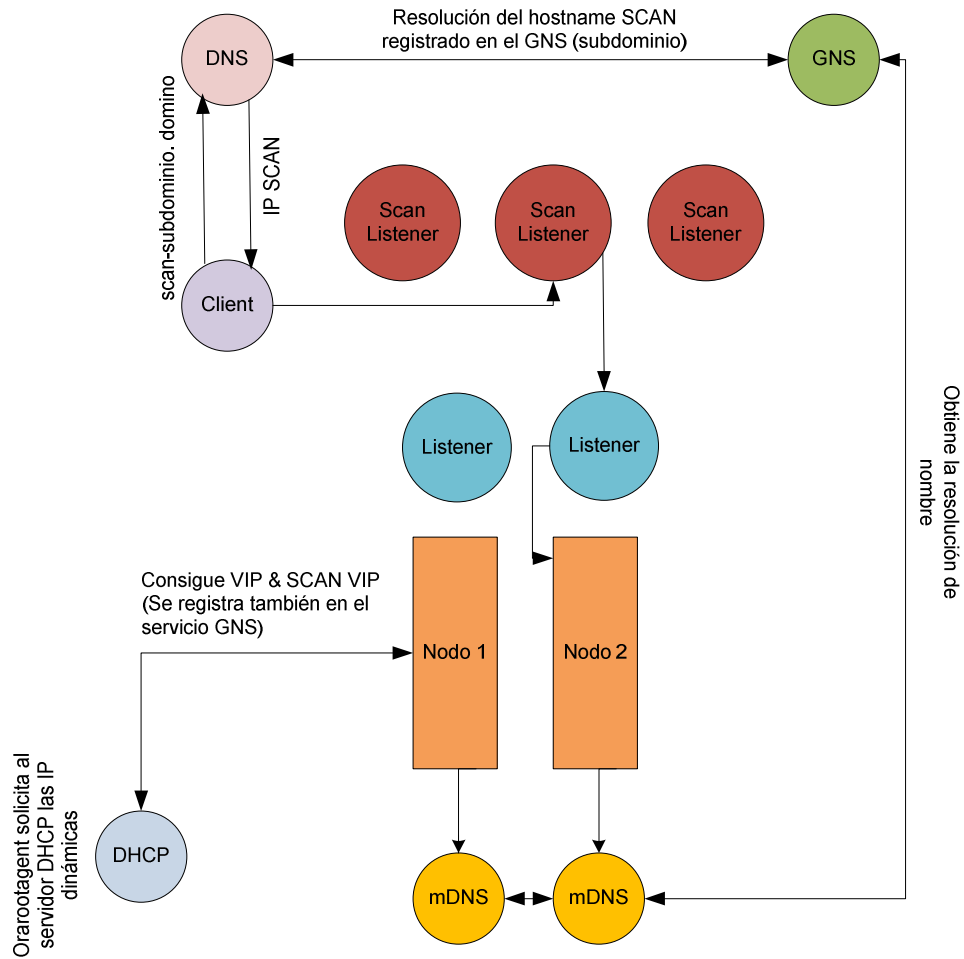 Resolución del hostname SCAN
registrado en el GNS (subdominio)
DNS
GNS
scan-subdominio. domino
IP SCAN
Scan
Listener
Scan
Listener
Scan
Listener
Client
Listener
Listener
Obtiene la resolución de
nombre
Consigue VIP & SCAN VIP
(Se registra también en el
servicio GNS)
Nodo 1
Nodo 2
Orarootagent solicita al
servidor DHCP las IP
dinámicas
DHCP
mDNS
mDNS